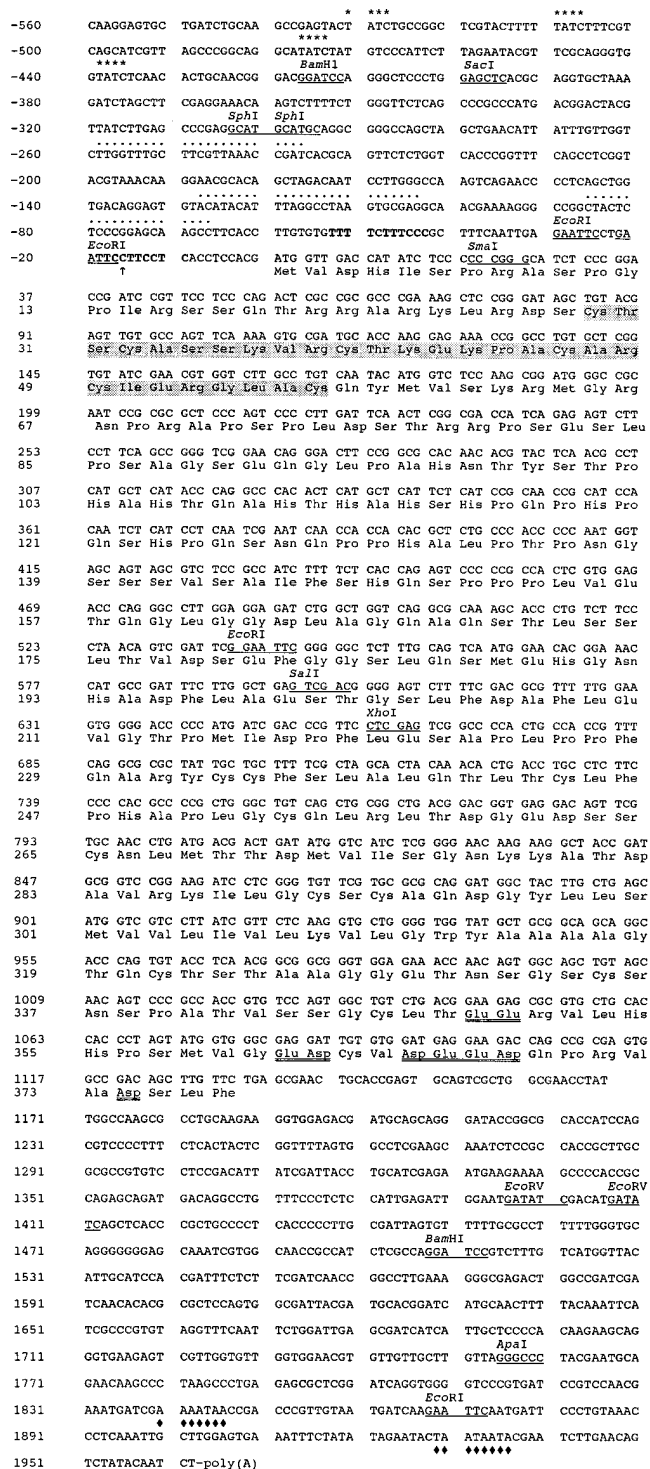 * *** ****
-560 CAAGGAGTGC TGATCTGCAA GCCGAGTACT ATCTGCCGGC TCGTACTTTT TATCTTTCGT
****
-500 CAGCATCGTT AGCCCGGCAG GCATATCTAT GTCCCATTCT TAGAATACGT TCGCAGGGTG
**** BamH1 SacI
-440 GTATCTCAAC ACTGCAACGG GACGGATCCA GGGCTCCCTG GAGCTCACGC AGGTGCTAAA
-380 GATCTAGCTT CGAGGAAACA AGTCTTTTCT GGGTTCTCAG CCCGCCCATG ACGGACTACG
SphI SphI
-320 TTATCTTGAG CCCGAGGCAT GCATGCAGGC GGGCCAGCTA GCTGAACATT ATTTGTTGGT
-260 CTTGGTTTGC TTCGTTAAAC CGATCACGCA GTTCTCTGGT CACCCGGTTT CAGCCTCGGT
.......... .......... ....
-200 ACGTAAACAA GGAACGCACA GCTAGACAAT CCTTGGGCAA AGTCAGAACC CCTCAGCTGG
-140 TGACAGGAGT GTACATACAT TTAGGCCTAA GTGTGCGAGG CACGAAAAGG GCCGGCTACTC
.......... .... EcoRI
-80 TCCCGGAGCA AGCCTTCACT TTTGTGTGTTTT TCTTTCCCGC TTTCAATTGA GAATTCCTGA
EcoRI SmaI
-20 ATTCCTTCCT CACCTCCACG ATG GTT GAC CAT ATC TCC CCC CGG GCA TCT CCC GGA
↑ Met Val Asp His Ile Ser Pro Arg Ala Ser Pro Gly
37 CCG ATC CGT TCC TCC CAG ACT CGC CGC GCC CGA AAG CTC CGG GAT AGC TGT ACG
13 Pro Ile Arg Ser Ser Gln Thr Arg Arg Ala Arg Lys Leu Arg Asp Ser Cys Thr
91 AGT TGT GCC AGT TCA AAA GTG CGA TGC ACC AAG GAG AAA CCG GCC TGT GCT CGG
31 Ser Cys Ala Ser Ser Lys Val Arg Cys Thr Lys Glu Lys Pro Ala Cys Ala Arg
145 TGT ATC GAA CGT GGT CTT GCC TGT CAA TAC ATG GTC TCC AAG CGG ATG GGC CGC
49 Cys Ile Glu Arg Gly Leu Ala Cys Gln Tyr Met Val Ser Lys Arg Met Gly Arg
199 AAT CCG CGC GCT CCC AGT CCC CTT GAT TCA ACT CGG CGA CCA TCA GAG AGT CTT
67 Asn Pro Arg Ala Pro Ser Pro Leu Asp Ser Thr Arg Arg Pro Ser Glu Ser Leu
253 CCT TCA GCC GGG TCG GAA CAG GGA CTT CCG GCG CAC AAC ACG TAC TCA ACG CCT
85 Pro Ser Ala Gly Ser Glu Gln Gly Leu Pro Ala His Asn Thr Tyr Ser Thr Pro
307 CAT GCT CAT ACC CAG GCC CAC ACT CAT GCT CAT TCT CAT CCG CAA CCG CAT CCA
103 His Ala His Thr Gln Ala His Thr His Ala His Ser His Pro Gln Pro His Pro
361 CAA TCT CAT CCT CAA TCG AAT CAA CCA CCA CAC GCT CTG CCC ACC CCC AAT GGT
121 Gln Ser His Pro Gln Ser Asn Gln Pro Pro His Ala Leu Pro Thr Pro Asn Gly
415 AGC AGT AGC GTC TCC GCC ATC TTT TCT CAC CAG AGT CCC CCG CCA CTC GTG GAG
139 Ser Ser Ser Val Ser Ala Ile Phe Ser His Gln Ser Pro Pro Pro Leu Val Glu
469 ACC CAG GGC CTT GGA GGA GAT CTG GCT GGT CAG GCG CAA AGC ACC CTG TCT TCC
157 Thr Gln Gly Leu Gly Gly Asp Leu Ala Gly Gln Ala Gln Ser Thr Leu Ser Ser
EcoRI
523 CTA ACA GTC GAT TCG GAA TTC GGG GGC TCT TTG CAG TCA ATG GAA CAC GGA AAC
175 Leu Thr Val Asp Ser Glu Phe Gly Gly Ser Leu Gln Ser Met Glu His Gly Asn
SalI
577 CAT GCC GAT TTC TTG GCT GAG TCG ACG GGG AGT CTT TTC GAC GCG TTT TTG GAA
193 His Ala Asp Phe Leu Ala Glu Ser Thr Gly Ser Leu Phe Asp Ala Phe Leu Glu
XhoI
631 GTG GGG ACC CCC ATG ATC GAC CCG TTC CTC GAG TCG GCC CCA CTG CCA CCG TTT
211 Val Gly Thr Pro Met Ile Asp Pro Phe Leu Glu Ser Ala Pro Leu Pro Pro Phe
685 CAG GCG CGC TAT TGC TGC TTT TCG CTA GCA CTA CAA ACA CTG ACC TGC CTC TTC
229 Gln Ala Arg Tyr Cys Cys Phe Ser Leu Ala Leu Gln Thr Leu Thr Cys Leu Phe
739 CCC CAC GCC CCG CTG GGC TGT CAG CTG CGG CTG ACG GAC GGT GAG GAC AGT TCG
247 Pro His Ala Pro Leu Gly Cys Gln Leu Arg Leu Thr Asp Gly Glu Asp Ser Ser
793 TGC AAC CTG ATG ACG ACT GAT ATG GTC ATC TCG GGG AAC AAG AAG GCT ACC GAT
265 Cys Asn Leu Met Thr Thr Asp Met Val Ile Ser Gly Asn Lys Lys Ala Thr Asp
847 GCG GTC CGG AAG ATC CTC GGG TGT TCG TGC GCG CAG GAT GGC TAC TTG CTG AGC
283 Ala Val Arg Lys Ile Leu Gly Cys Ser Cys Ala Gln Asp Gly Tyr Leu Leu Ser
901 ATG GTC GTC CTT ATC GTT CTC AAG GTG CTG GGG TGG TAT GCT GCG GCA GCA GGC
301 Met Val Val Leu Ile Val Leu Lys Val Leu Gly Trp Tyr Ala Ala Ala Ala Gly
955 ACC CAG TGT ACC TCA ACG GCG GCG GGT GGA GAA ACC AAC AGT GGC AGC TGT AGC
319 Thr Gln Cys Thr Ser Thr Ala Ala Gly Gly Glu Thr Asn Ser Gly Ser Cys Ser
1009 AAC AGT CCC GCC ACC GTG TCC AGT GGC TGT CTG ACG GAA GAG CGC GTG CTG CAC
337 Asn Ser Pro Ala Thr Val Ser Ser Gly Cys Leu Thr Glu Glu Arg Val Leu His
1063 CAC CCT AGT ATG GTG GGC GAG GAT TGT GTG GAT GAG GAA GAC CAG CCG CGA GTG
355 His Pro Ser Met Val Gly Glu Asp Cys Val Asp Glu Glu Asp Gln Pro Arg Val
1117 GCC GAC AGC TTG TTC TGA GCGAAC TGCACCGAGT GCAGTCGCTG GCGAACCTAT
373 Ala Asp Ser Leu Phe
1171 TGGCCAAGCG CCTGCAAGAA GGTGGAGACG ATGCAGCAGG GATACCGGCG CACCATCCAG
1231 CGTCCCCTTT CTCACTACTC GGTTTTAGTG GCCTCGAAGC AAATCTCCGC CACCGCTTGC
1291 GCGCCGTGTC CTCCGACATT ATCGATTACC TGCATCGAGA ATGAAGAAAA GCCCCACCGC
EcoRV EcoRV
1351 CAGAGCAGAT GACAGGCCTG TTTCCCTCTC CATTGAGATT GGAATGATAT CGACATGATA
1411 TCAGCTCACC CGCTGCCCCT CACCCCCTTG CGATTAGTGT TTTTGCGCCT TTTTGGGTGC
BamHI
1471 AGGGGGGGAG CAAATCGTGG CAACCGCCAT CTCGCCAGGA TCCGTCTTTG TCATGGTTAC
1531 ATTGCATCCA CGATTTCTCT TCGATCAACC GGCCTTGAAA GGGCGAGACT GGCCGATCGA
1591 TCAACACACG CGCTCCAGTG GCGATTACGA TGCACGGATC ATGCAACTTT TACAAATTCA
1651 TCGCCCGTGT AGGTTTCAAT TCTGGATTGA GCGATCATCA TTGCTCCCCA CAAGAAGCAG
ApaI
1711 GGTGAAGAGT CGTTGGTGTT GGTGGAACGT GTTGTTGCTT GTTAGGGCCC TACGAATGCA
1771 GAACAAGCCC TAAGCCCTGA GAGCGCTCGG ATCAGGTGGG GTCCCGTGAT CCGTCCAACG
EcoRI
1831 AAATGATCGA AAATAACCGA CCCGTTGTAA TGATCAAGAA TTCAATGATT CCCTGTAAAC
♦ ♦♦♦♦♦♦
1891 CCTCAAATTG CTTGGAGTGA AATTTCTATA TAGAATACTA ATAATACGAA TCTTGAACAG
♦♦ ♦♦♦♦♦♦
1951 TCTATACAAT CT-poly(A)